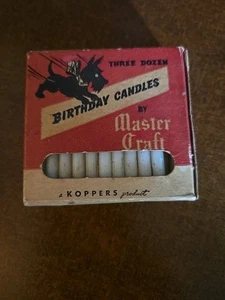 THREE DOZEN
BIRTHDAY CANDLES
BY
Master
Craft
a KOPPERS product